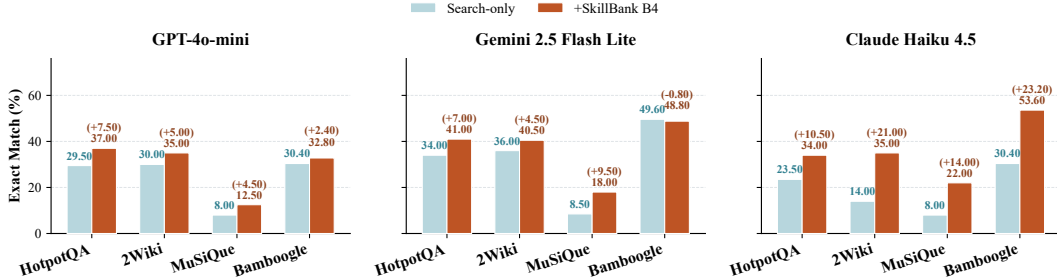 Search-only +SkillBank B4
GPT-4o-mini
Exact Match (%)
60
40
20
0
29.50
(+7.50)
37.00
30.00
(+5.00)
35.00
8.00
(+4.50)
12.50
30.40
(+2.40)
32.80
HotpotQA
2Wiki
MuSiQue
Bamboogle
Gemini 2.5 Flash Lite
34.00
(+7.00)
41.00
36.00
(+4.50)
40.50
8.50
(+9.50)
18.00
49.60
(-0.80)
48.80
HotpotQA
2Wiki
MuSiQue
Bamboogle
Claude Haiku 4.5
23.50
(+10.50)
34.00
14.00
(+21.00)
35.00
8.00
(+14.00)
22.00
30.40
(+23.20)
53.60
HotpotQA
2Wiki
MuSiQue
Bamboogle